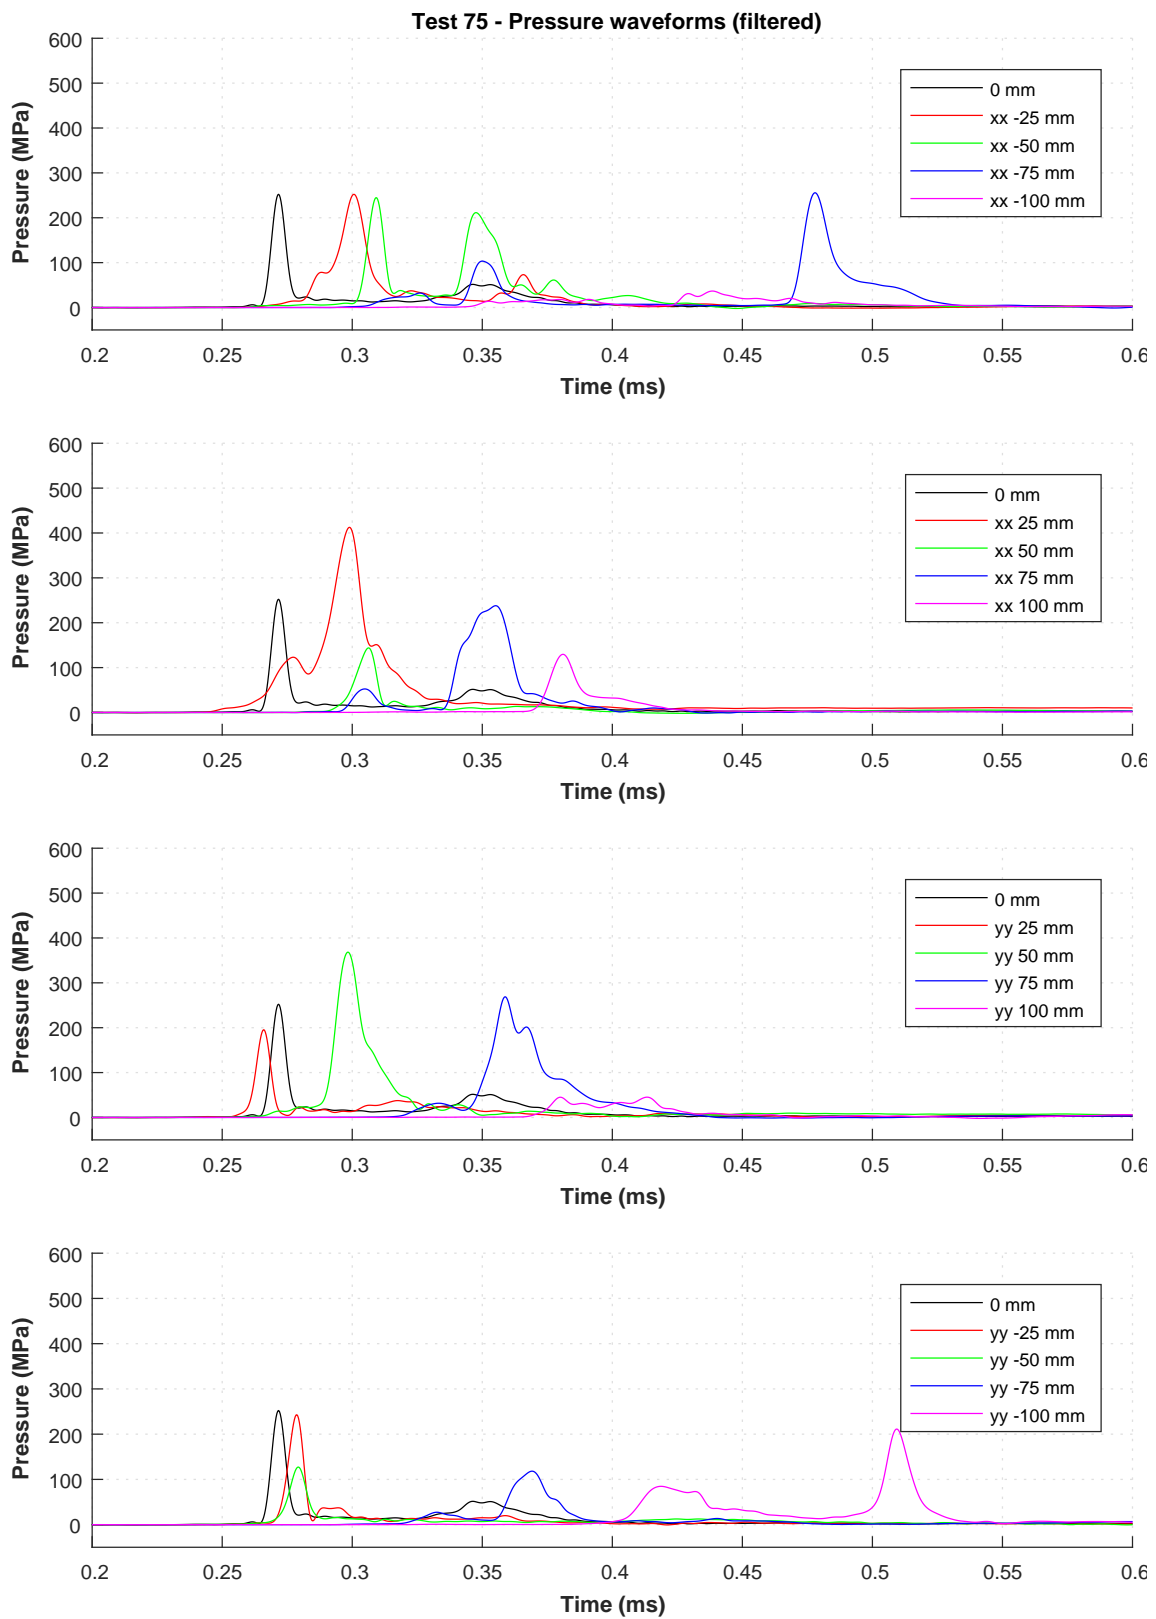 Test 75 - Pressure waveforms (filtered)
600
500
400
300
200
100
0
Pressure (MPa)
0 mm
xx -25 mm
xx -50 mm
xx -75 mm
xx -100 mm
0.2 0.25 0.3 0.35 0.4 0.45 0.5 0.55 0.6
Time (ms)
600
500
400
300
200
100
0
Pressure (MPa)
0 mm
xx 25 mm
xx 50 mm
xx 75 mm
xx 100 mm
0.2 0.25 0.3 0.35 0.4 0.45 0.5 0.55 0.6
Time (ms)
600
500
400
300
200
100
0
Pressure (MPa)
0 mm
yy 25 mm
yy 50 mm
yy 75 mm
yy 100 mm
0.2 0.25 0.3 0.35 0.4 0.45 0.5 0.55 0.6
Time (ms)
600
500
400
300
200
100
0
Pressure (MPa)
0 mm
yy -25 mm
yy -50 mm
yy -75 mm
yy -100 mm
0.2 0.25 0.3 0.35 0.4 0.45 0.5 0.55 0.6
Time (ms)